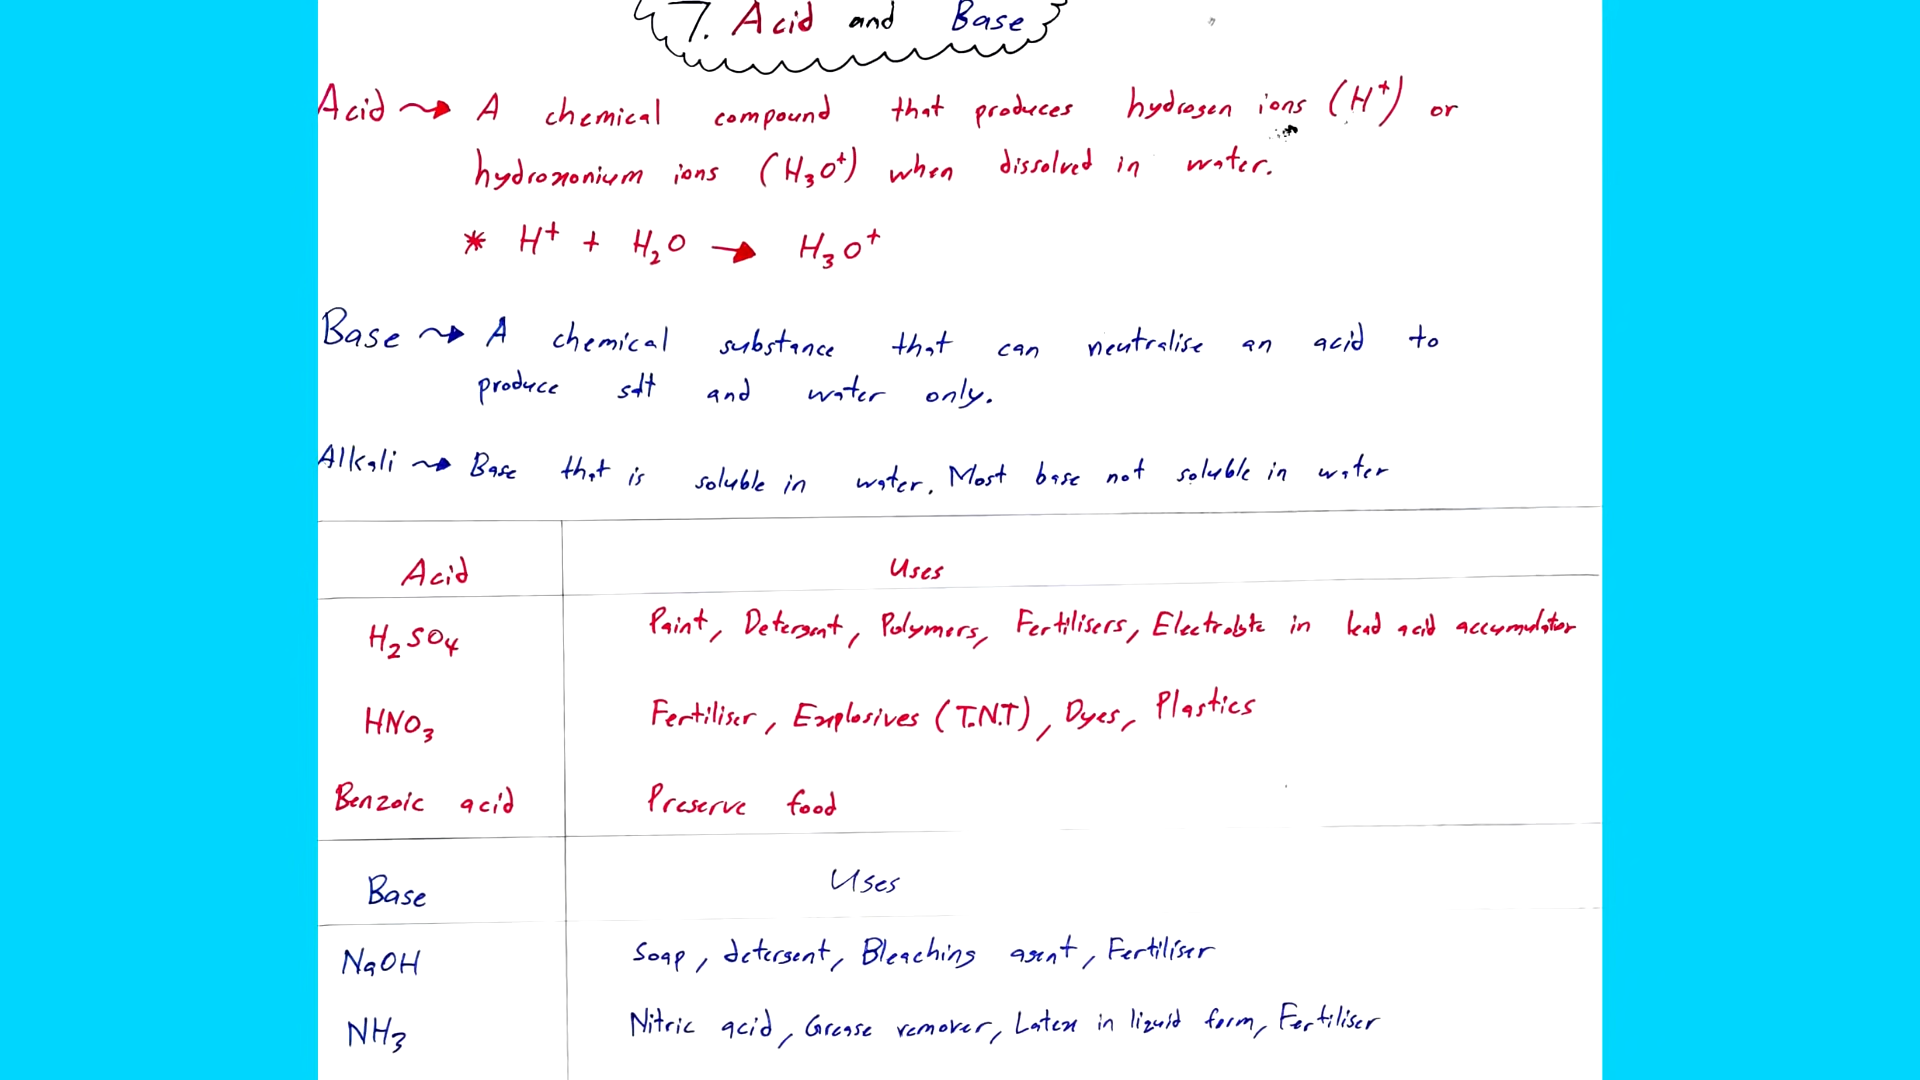 7. Acid and Base
Acid → A chemical compound that produces hydrogen ions (H⁺) or
hydroxonium ions (H₃O⁺) when dissolved in water.
* H⁺ + H₂O → H₃O⁺
Base → A chemical substance that can neutralise an acid to
produce salt and water only.
Alkali → Base that is soluble in water. Most base not soluble in water
Acid Uses
H₂SO₄ Paint, Detergent, Polymers, Fertilisers, Electrolyte in lead acid accumulator
HNO₃ Fertiliser, Explosives (T.N.T), Dyes, Plastics
Benzoic acid Preserve food
Base Uses
NaOH Soap, detergent, Bleaching agent, Fertiliser
NH₃ Nitric acid, Grease remover, Latex in liquid form, Fertiliser